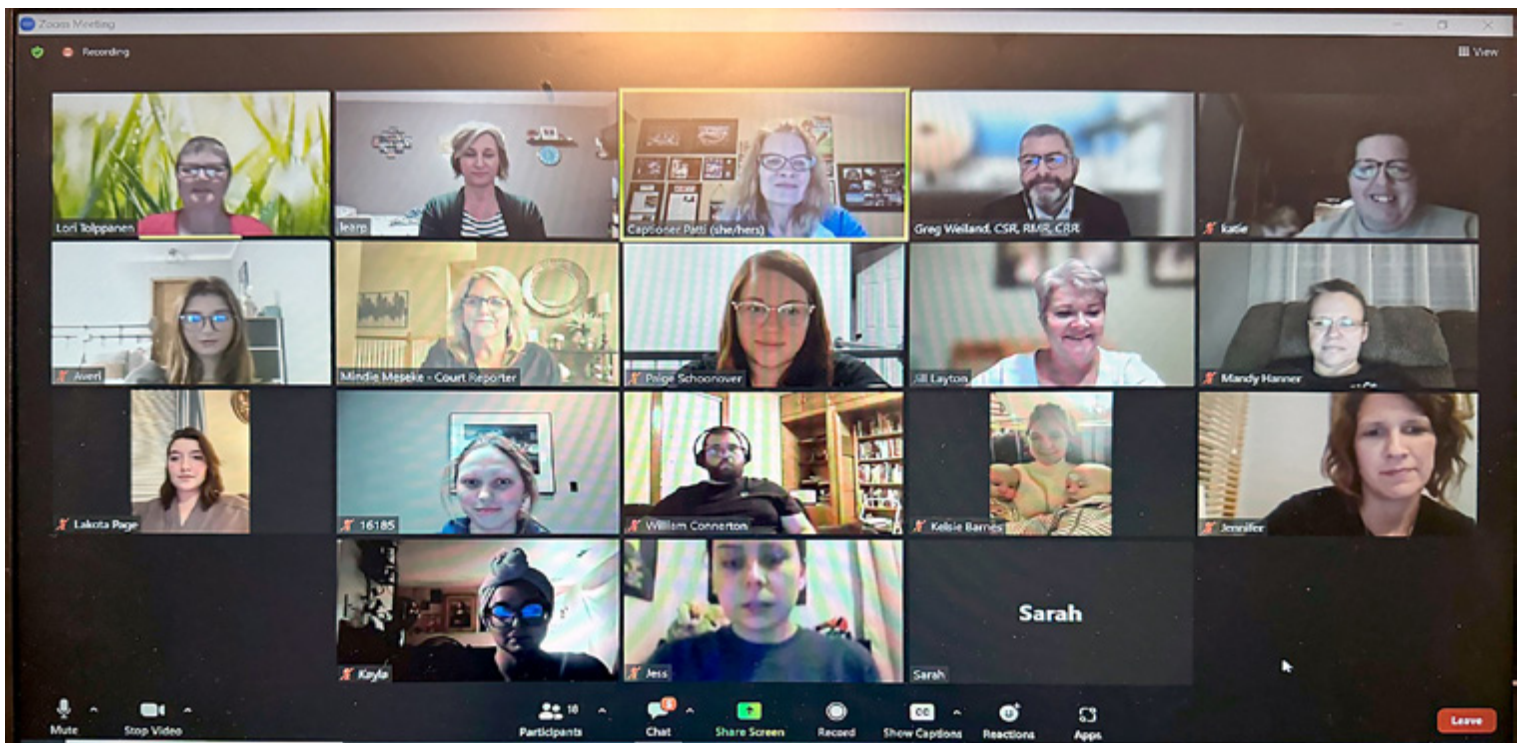 Zoom Meeting
Recording
View
Lori Tolppanen
learp
Captioner Patti (she/hers)
Greg Weiland, CSR, RMR, CRR
katie
Averi
Mindie Meseke - Court Reporter
Paige Schoonover
Jill Layton
Mandy Hanner
Lakota Page
16185
William Connerton
Kelsie Barnes
Jennifer
Kayla
Jess
Sarah
Sarah
Mute
Stop Video
Participants
18
Chat
Share Screen
Record
CC
Show Captions
Reactions
Apps
Leave